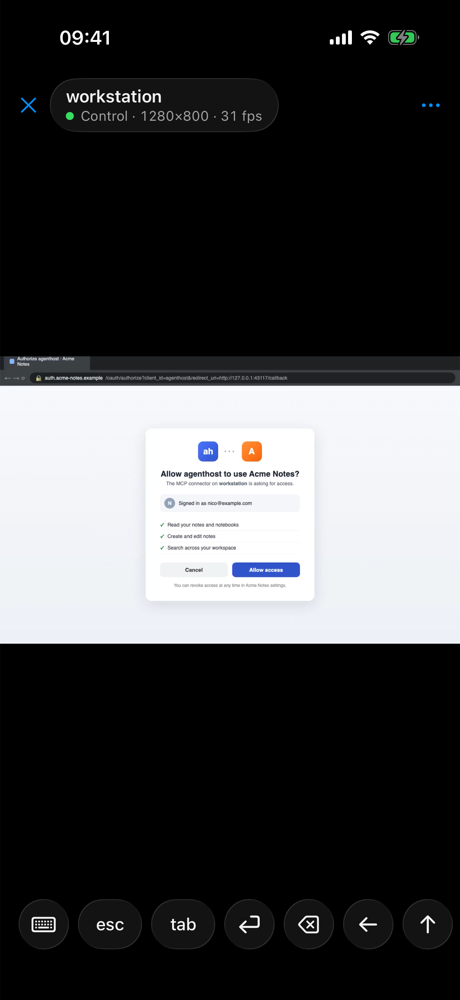 09:41
workstation
Control · 1280×800 · 31 fps
Authorize agenthost · Acme
Notes
auth.acme-notes.example/oauth/authorize?client_id=agenthost&redirect_uri=http://127.0.0.1:43117/callback
ah
A
Allow agenthost to use Acme Notes?
The MCP connector on workstation is asking for access.
N Signed in as nico@example.com
Read your notes and notebooks
Create and edit notes
Search across your workspace
Cancel Allow access
You can revoke access at any time in Acme Notes settings.
esc tab